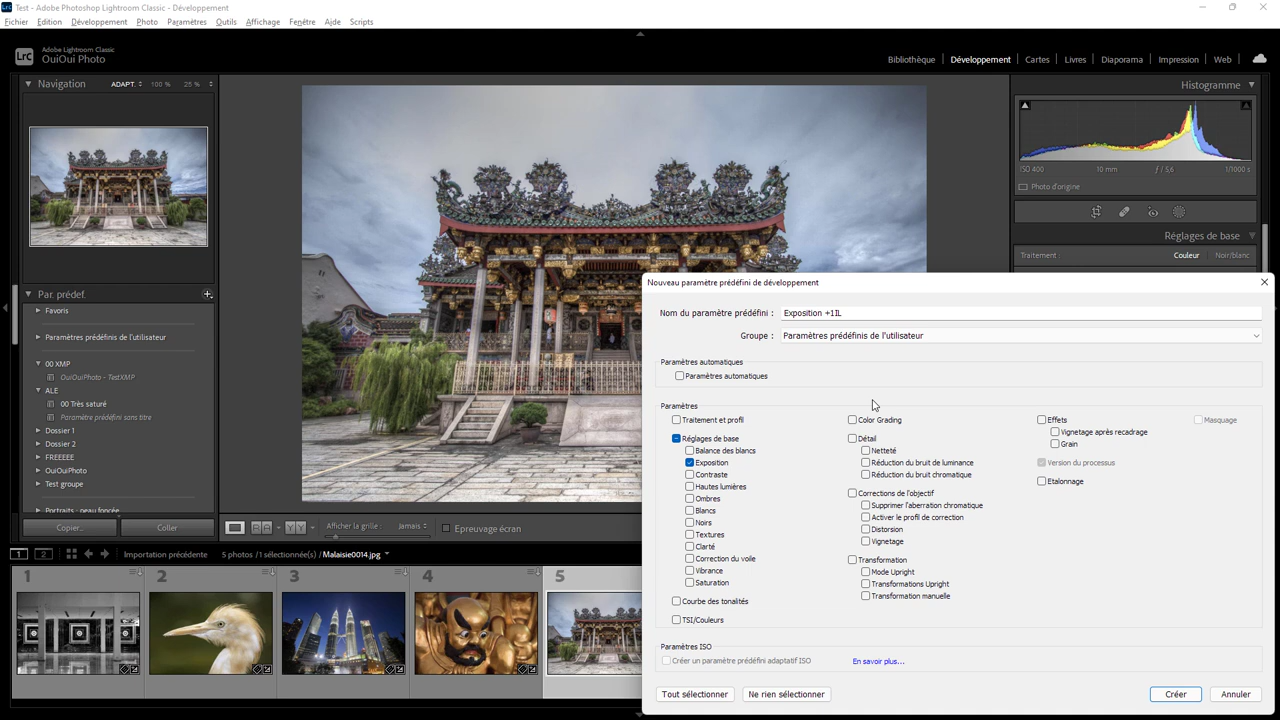 Test - Adobe Photoshop Lightroom Classic - Développement
Fichier Edition Développement Photo Paramètres Outils Affichage Fenêtre Aide Scripts
Lrc
Adobe Lightroom Classic
OuiOui Photo
Bibliothèque | Développement | Cartes | Livres | Diaporama | Impression | Web
Navigation ADAPT. 100 % 25 %
Histogramme
ISO 400 10 mm ƒ / 5,6 1/1000 s
Photo d'origine
Réglages de base
Traitement : Couleur Noir/blanc
Par. prédéf.
Favoris
Paramètres prédéfinis de l'utilisateur
00 XMP
OuiOuiPhoto - TestXMP
ALE
00 Très saturé
Paramètre prédéfini sans titre
Dossier 1
Dossier 2
FREEEEE
OuiOuiPhoto
Test groupe
Portraits - peau foncée
Copier... Coller
Afficher la grille : Jamais
Epreuvage écran
1 2 Importation précédente 5 photos /1 sélectionnée(s) / Malaisie0014.jpg
1 2 3 4 5
Nouveau paramètre prédéfini de développement
Nom du paramètre prédéfini : Exposition +1IL
Groupe : Paramètres prédéfinis de l'utilisateur
Paramètres automatiques
Paramètres automatiques
Paramètres
Traitement et profil
Réglages de base
Balance des blancs
Exposition
Contraste
Hautes lumières
Ombres
Blancs
Noirs
Textures
Clarté
Correction du voile
Vibrance
Saturation
Courbe des tonalités
TSI/Couleurs
Color Grading
Détail
Netteté
Réduction du bruit de luminance
Réduction du bruit chromatique
Corrections de l'objectif
Supprimer l'aberration chromatique
Activer le profil de correction
Distorsion
Vignetage
Transformation
Mode Upright
Transformations Upright
Transformation manuelle
Effets
Vignetage après recadrage
Grain
Version du processus
Etalonnage
Masquage
Paramètres ISO
Créer un paramètre prédéfini adaptatif ISO En savoir plus...
Tout sélectionner Ne rien sélectionner Créer Annuler